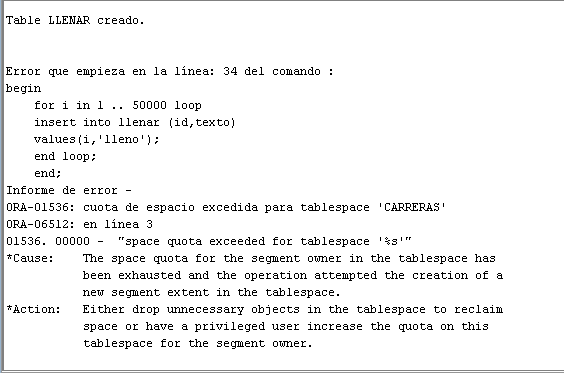 Table LLENAR creado.
Error que empieza en la línea: 34 del comando :
begin
for i in 1 .. 50000 loop
insert into llenar (id,texto)
values(i,'lleno');
end loop;
end;
Informe de error -
ORA-01536: cuota de espacio excedida para tablespace 'CARRERAS'
ORA-06512: en línea 3
01536. 00000 -  "space quota exceeded for tablespace '%s'"
*Cause:    The space quota for the segment owner in the tablespace has
been exhausted and the operation attempted the creation of a
new segment extent in the tablespace.
*Action:   Either drop unnecessary objects in the tablespace to reclaim
space or have a privileged user increase the quota on this
tablespace for the segment owner.